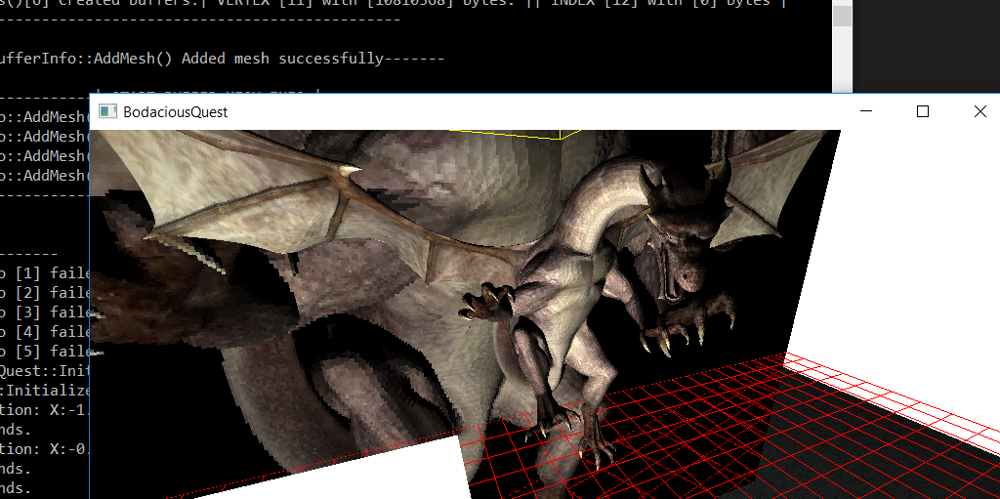 s()[6] Created buffers.| VERTEX [11] with [10810368] bytes. || INDEX [12] with [0] bytes |
-----------------------------------------------
ufferInfo::AddMesh() Added mesh successfully-------
BodaciousQuest
o::AddMesh(
o::AddMesh(
o::AddMesh(
o::AddMesh(
-------
o [1] faile
o [2] faile
o [3] faile
o [4] faile
o [5] faile
Quest::Init
:Initialize
tion: X:-1.
nds.
tion: X:-0.
nds.
nds.